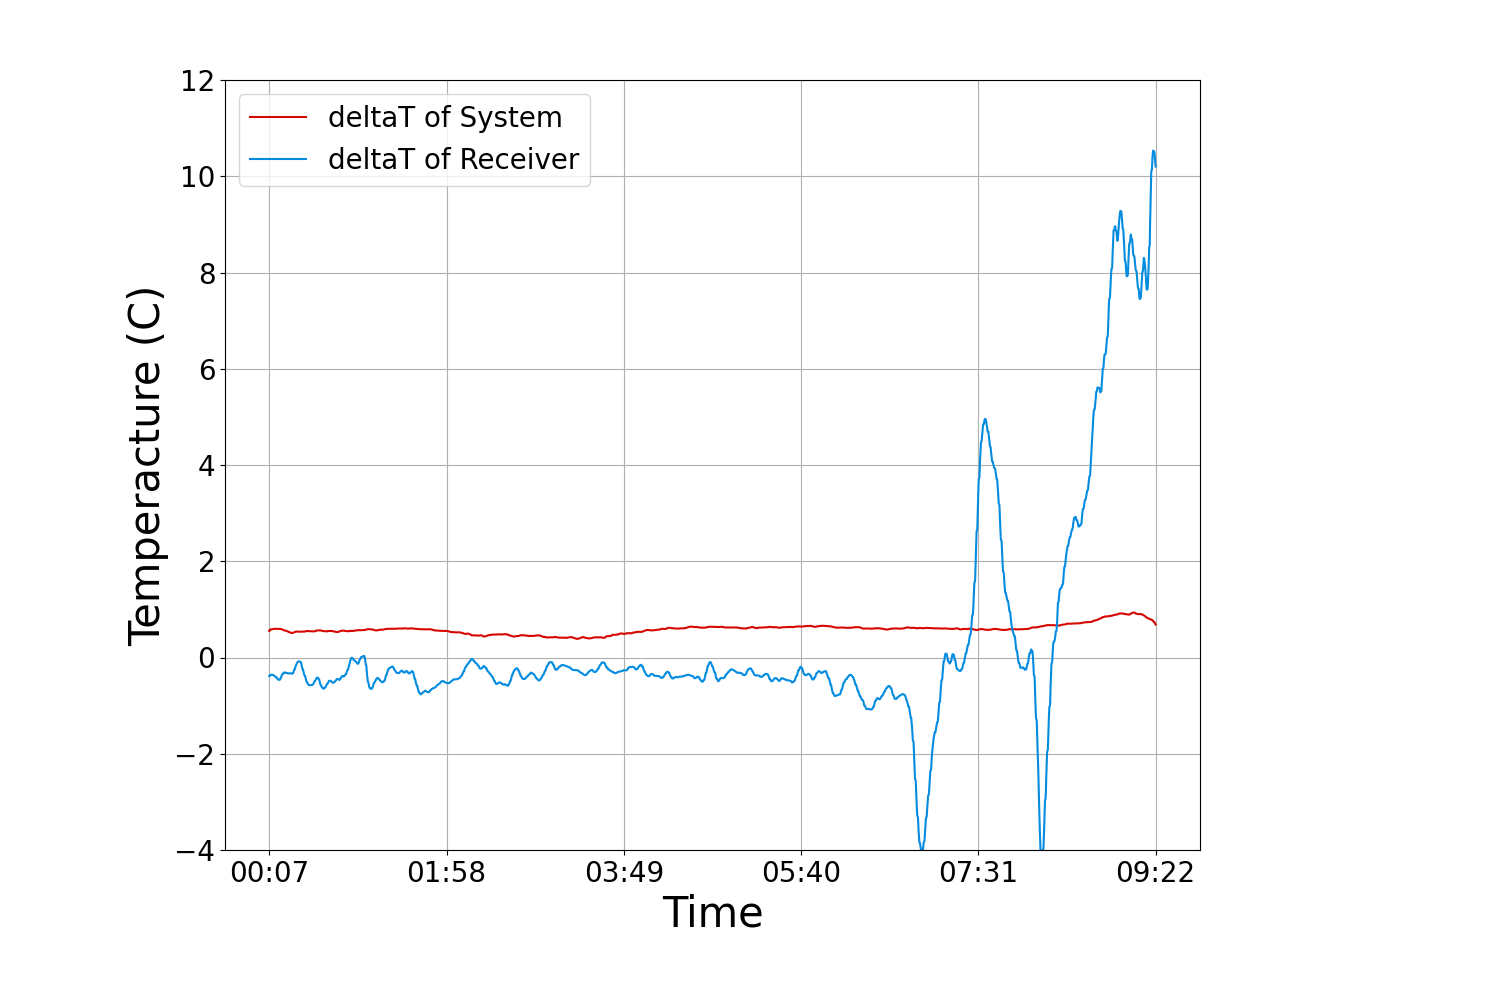 12
10
8
6
4
2
0
−2
−4
Temperacture (C)
deltaT of System
deltaT of Receiver
00:07 01:58 03:49 05:40 07:31 09:22
Time